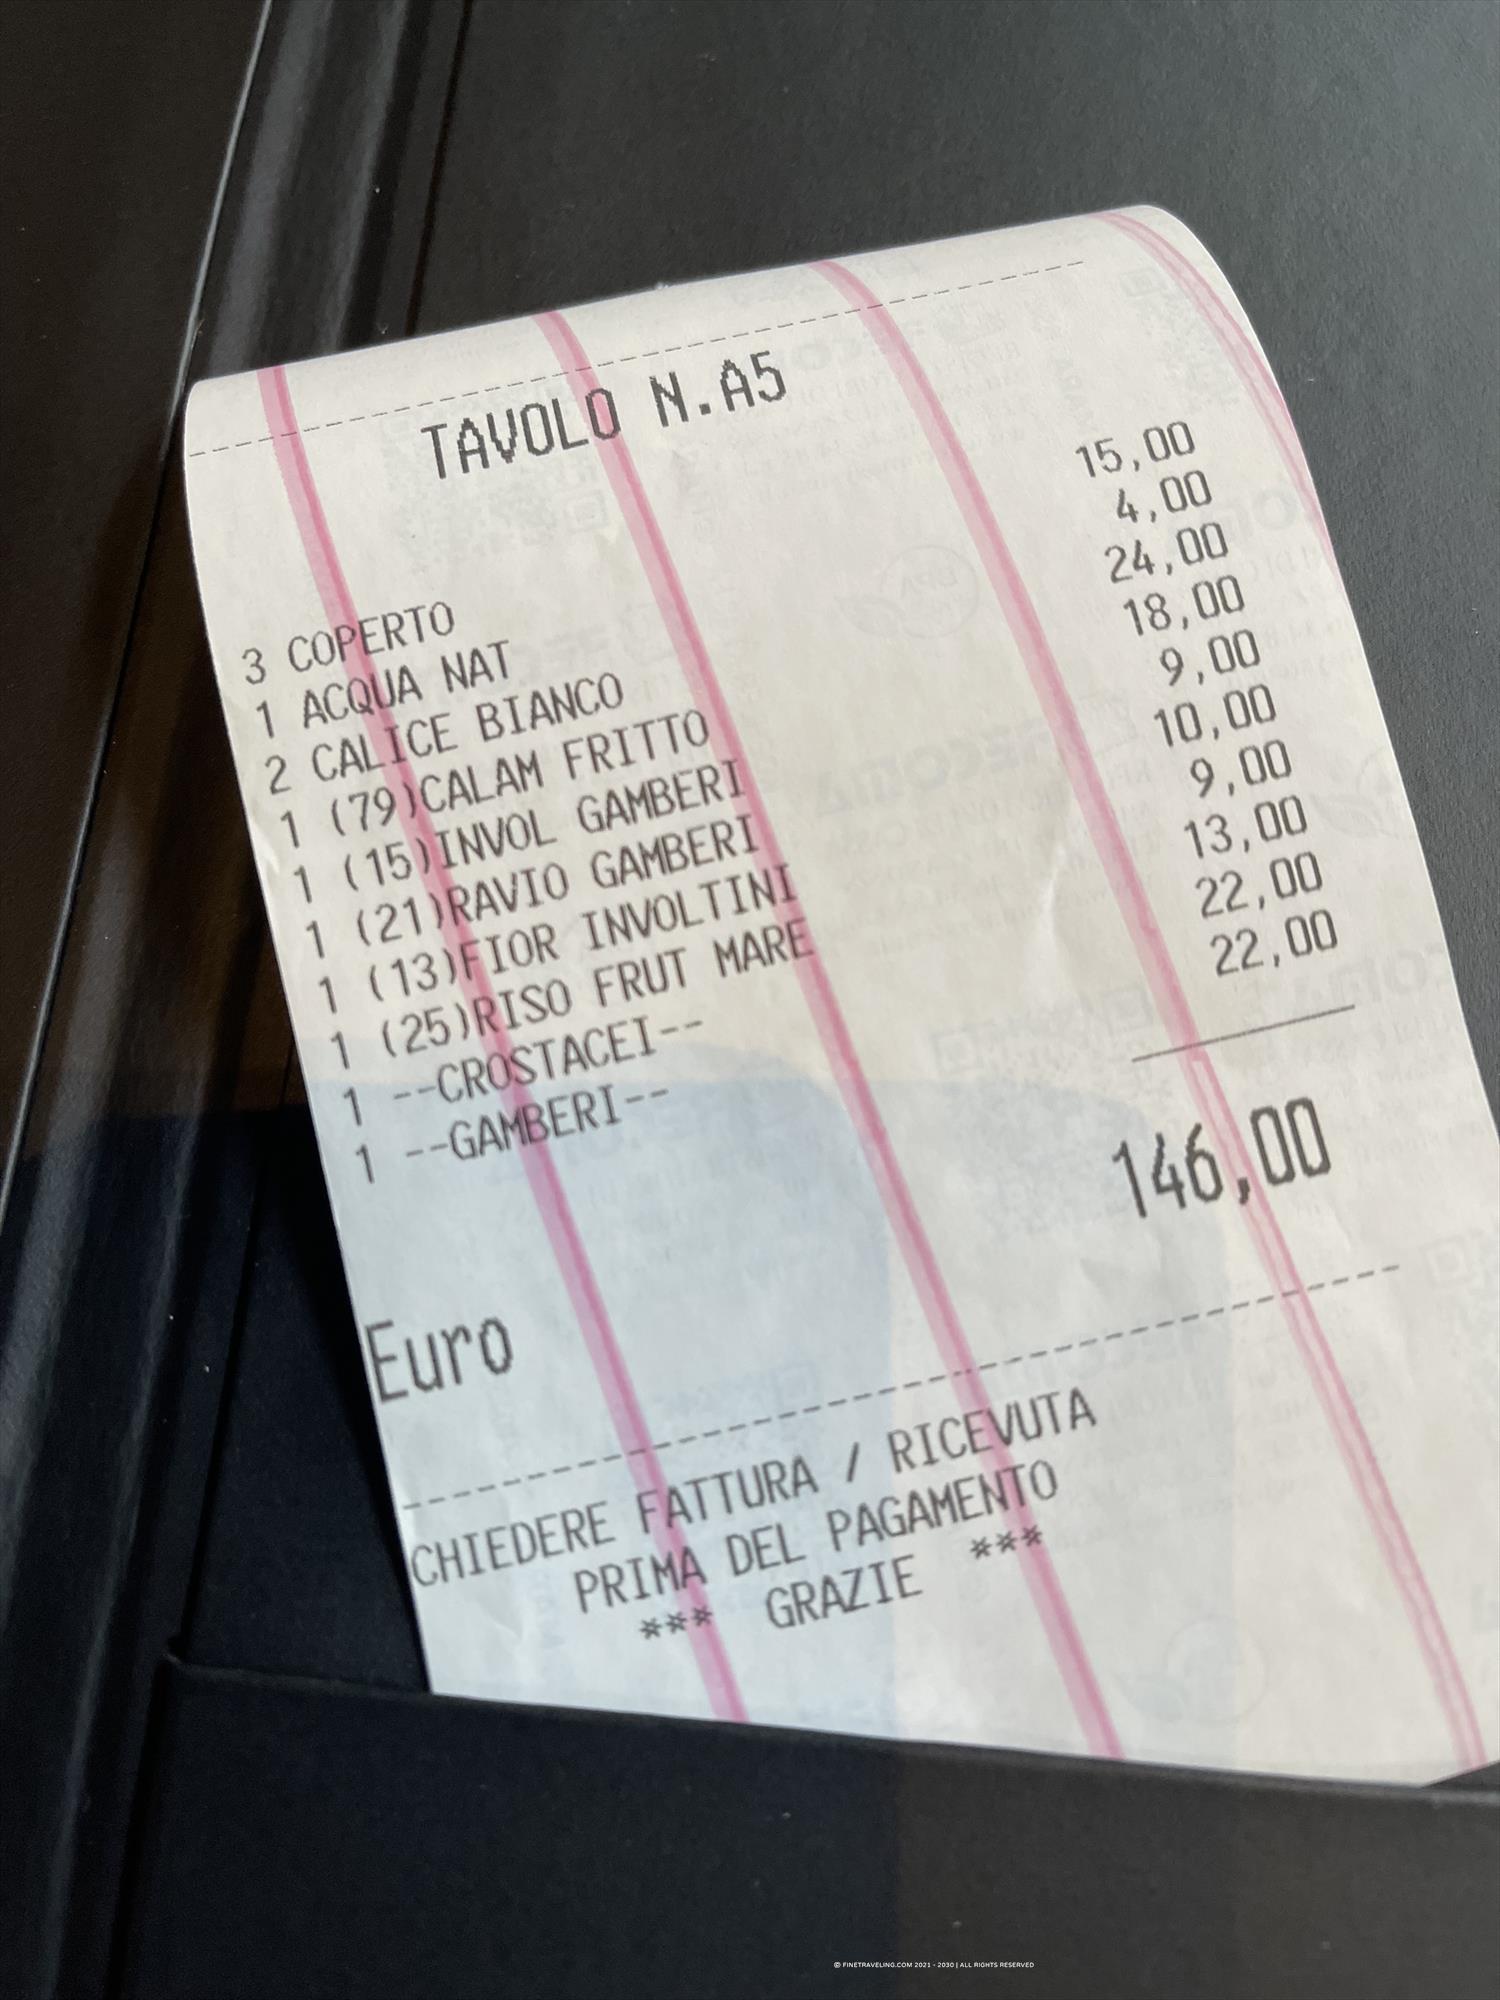 TAVOLO N.A5
3 COPERTO 15,00
1 ACQUA NAT 4,00
2 CALICE BIANCO 24,00
1 (79)CALAM FRITTO 18,00
1 (15)INVOL GAMBERI 9,00
1 (21)RAVIO GAMBERI 10,00
1 (13)FIOR INVOLTINI 9,00
1 (25)RISO FRUT MARE 13,00
1 --CROSTACEI-- 22,00
1 --GAMBERI-- 22,00
Euro 146,00
CHIEDERE FATTURA / RICEVUTA
PRIMA DEL PAGAMENTO
*** GRAZIE ***
© FINETRAVELING.COM 2021 - 2030 | ALL RIGHTS RESERVED